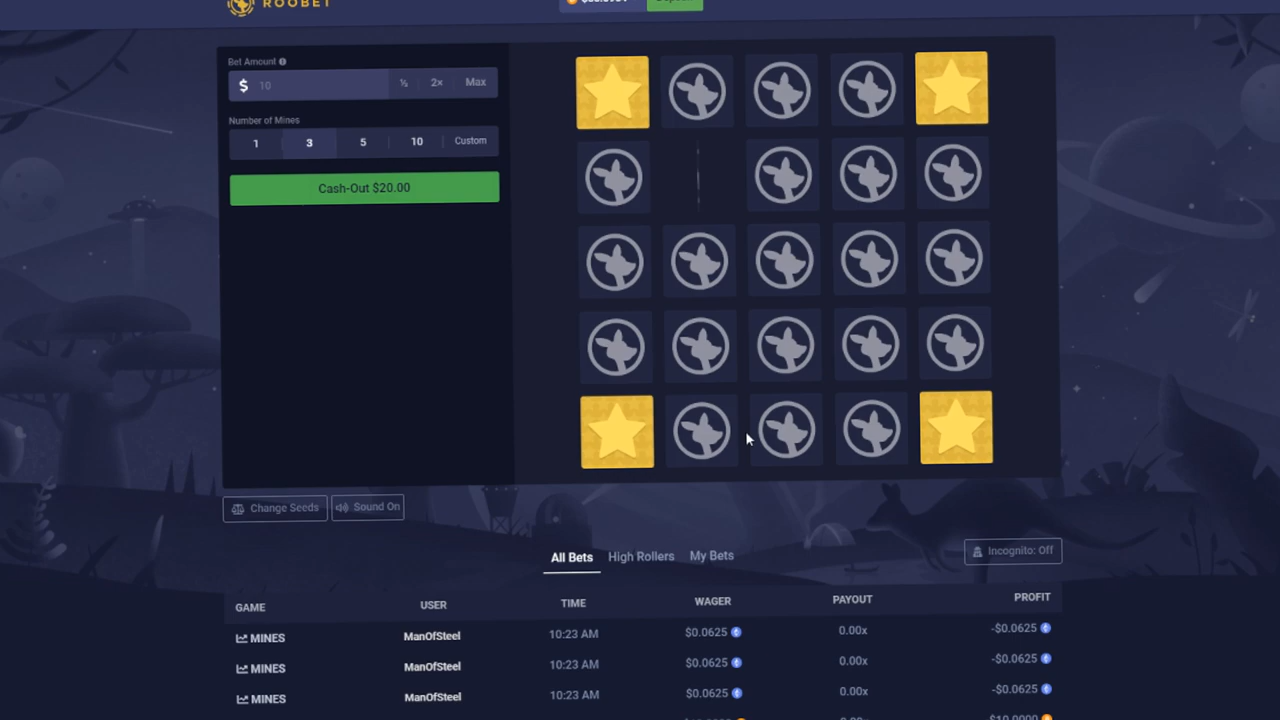 ROOBET
Bet Amount
$ 10 ½ 2× Max
Number of Mines
1 3 5 10 Custom
Cash-Out $20.00
Change Seeds Sound On
All Bets High Rollers My Bets
Incognito: Off
GAME USER TIME WAGER PAYOUT PROFIT
MINES ManOfSteel 10:23 AM $0.0625 0.00x -$0.0625
MINES ManOfSteel 10:23 AM $0.0625 0.00x -$0.0625
MINES ManOfSteel 10:23 AM $0.0625 0.00x -$0.0625